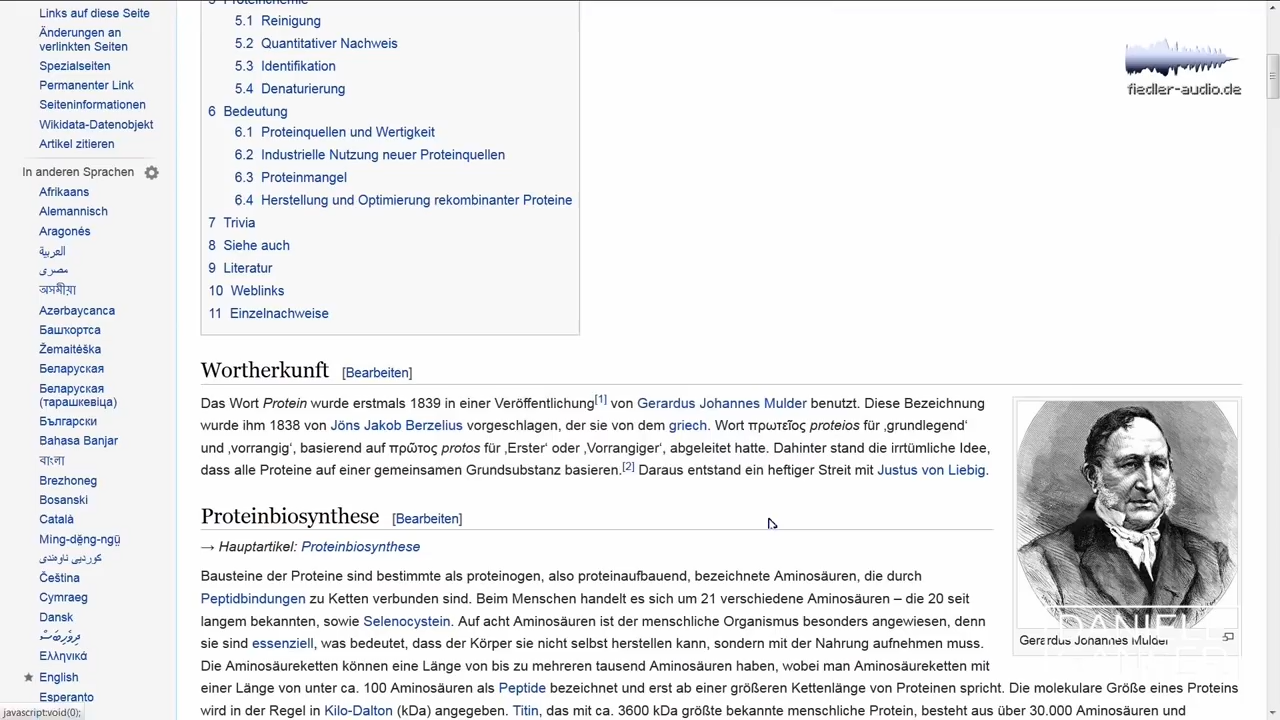 Links auf diese Seite
Änderungen an
verlinkten Seiten
Spezialseiten
Permanenter Link
Seiteninformationen
Wikidata-Datenobjekt
Artikel zitieren
In anderen Sprachen
Afrikaans
Alemannisch
Aragonés
العربية
مصرى
অসমীয়া
Azərbaycanca
Башҡортса
Žemaitėška
Беларуская
Беларуская
(тарашкевіца)
Български
Bahasa Banjar
বাংলা
Brezhoneg
Bosanski
Català
Mìng-dĕ̤ng-ngṳ̄
کوردیی ناوەندی
Čeština
Cymraeg
Dansk
ދިވެހިބަސް
Ελληνικά
English
Esperanto
javascript:void(0);
5 Proteinchemie
5.1 Reinigung
5.2 Quantitativer Nachweis
5.3 Identifikation
5.4 Denaturierung
6 Bedeutung
6.1 Proteinquellen und Wertigkeit
6.2 Industrielle Nutzung neuer Proteinquellen
6.3 Proteinmangel
6.4 Herstellung und Optimierung rekombinanter Proteine
7 Trivia
8 Siehe auch
9 Literatur
10 Weblinks
11 Einzelnachweise
fiedler-audio.de
Wortherkunft [Bearbeiten]
Das Wort Protein wurde erstmals 1839 in einer Veröffentlichung[1] von Gerardus Johannes Mulder benutzt. Diese Bezeichnung
wurde ihm 1838 von Jöns Jakob Berzelius vorgeschlagen, der sie von dem griech. Wort πρωτεῖος proteios für ‚grundlegend‘
und ‚vorrangig‘, basierend auf πρῶτος protos für ‚Erster‘ oder ‚Vorrangiger‘, abgeleitet hatte. Dahinter stand die irrtümliche Idee,
dass alle Proteine auf einer gemeinsamen Grundsubstanz basieren.[2] Daraus entstand ein heftiger Streit mit Justus von Liebig.
Gerardus Johannes Mulder
Proteinbiosynthese [Bearbeiten]
→ Hauptartikel: Proteinbiosynthese
Bausteine der Proteine sind bestimmte als proteinogen, also proteinaufbauend, bezeichnete Aminosäuren, die durch
Peptidbindungen zu Ketten verbunden sind. Beim Menschen handelt es sich um 21 verschiedene Aminosäuren – die 20 seit
langem bekannten, sowie Selenocystein. Auf acht Aminosäuren ist der menschliche Organismus besonders angewiesen, denn
sie sind essenziell, was bedeutet, dass der Körper sie nicht selbst herstellen kann, sondern mit der Nahrung aufnehmen muss.
Die Aminosäureketten können eine Länge von bis zu mehreren tausend Aminosäuren haben, wobei man Aminosäureketten mit
einer Länge von unter ca. 100 Aminosäuren als Peptide bezeichnet und erst ab einer größeren Kettenlänge von Proteinen spricht. Die molekulare Größe eines Proteins
wird in der Regel in Kilo-Dalton (kDa) angegeben. Titin, das mit ca. 3600 kDa größte bekannte menschliche Protein, besteht aus über 30.000 Aminosäuren und